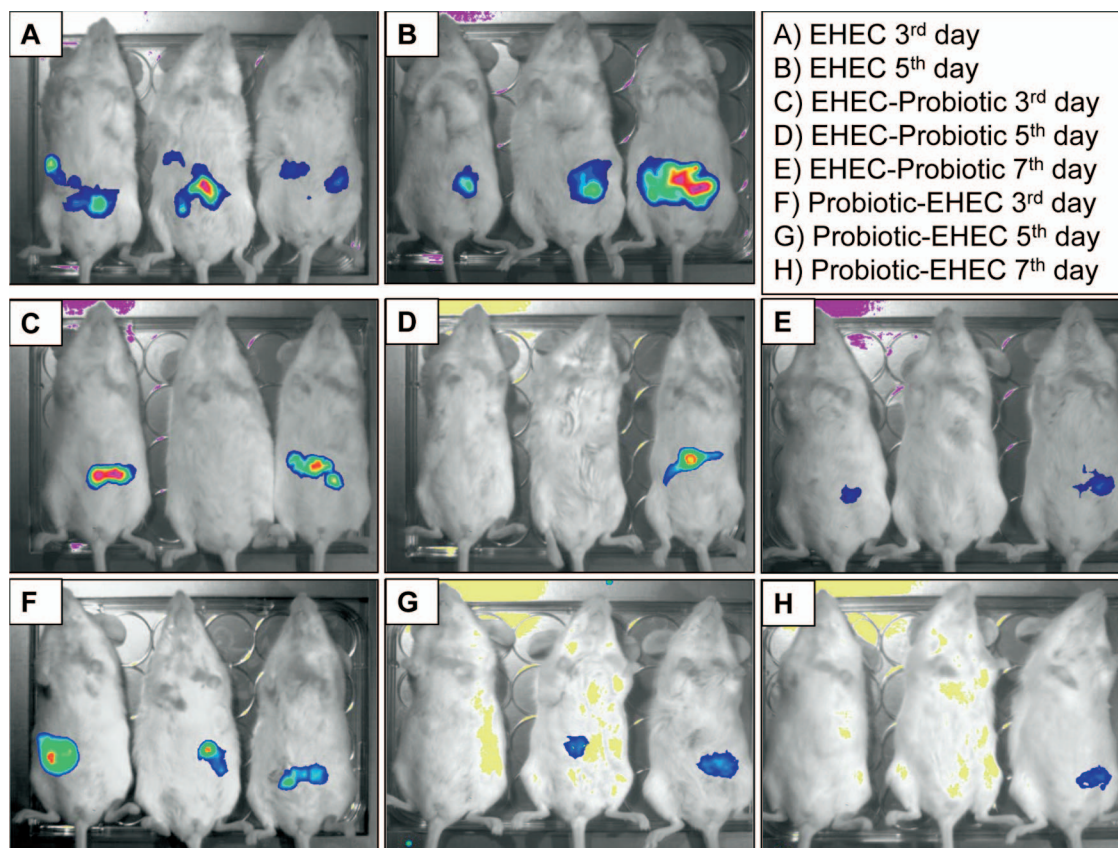 A
B
A) EHEC 3rd day
B) EHEC 5th day
C) EHEC-Probiotic 3rd day
D) EHEC-Probiotic 5th day
E) EHEC-Probiotic 7th day
F) Probiotic-EHEC 3rd day
G) Probiotic-EHEC 5th day
H) Probiotic-EHEC 7th day
C
D
E
F
G
H